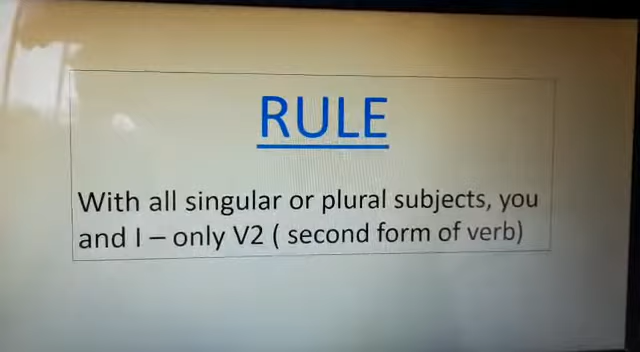 RULE
With all singular or plural subjects, you
and I – only V2 ( second form of verb)